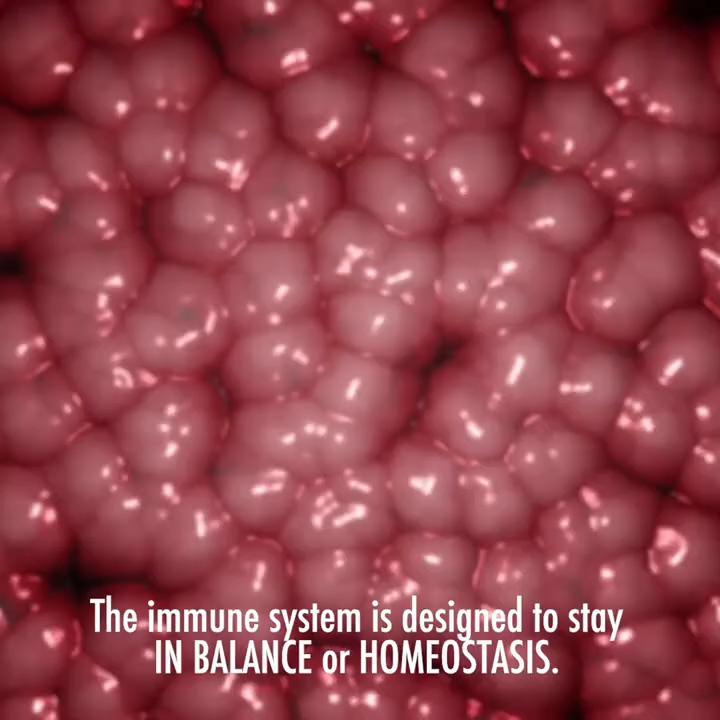 The immune system is designed to stay
IN BALANCE or HOMEOSTASIS.